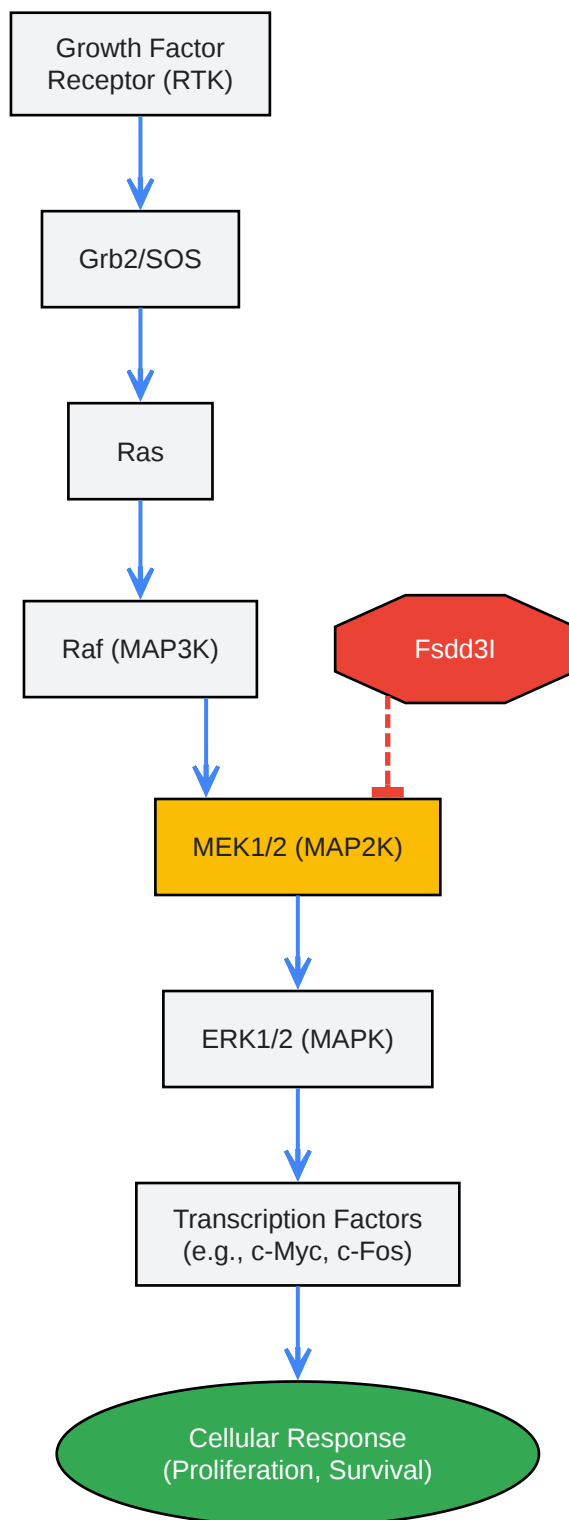 Growth Factor
Receptor (RTK)
Grb2/SOS
Ras
Raf (MAP3K)
Fsdd3I
MEK1/2 (MAP2K)
ERK1/2 (MAPK)
Transcription Factors
(e.g., c-Myc, c-Fos)
Cellular Response
(Proliferation, Survival)